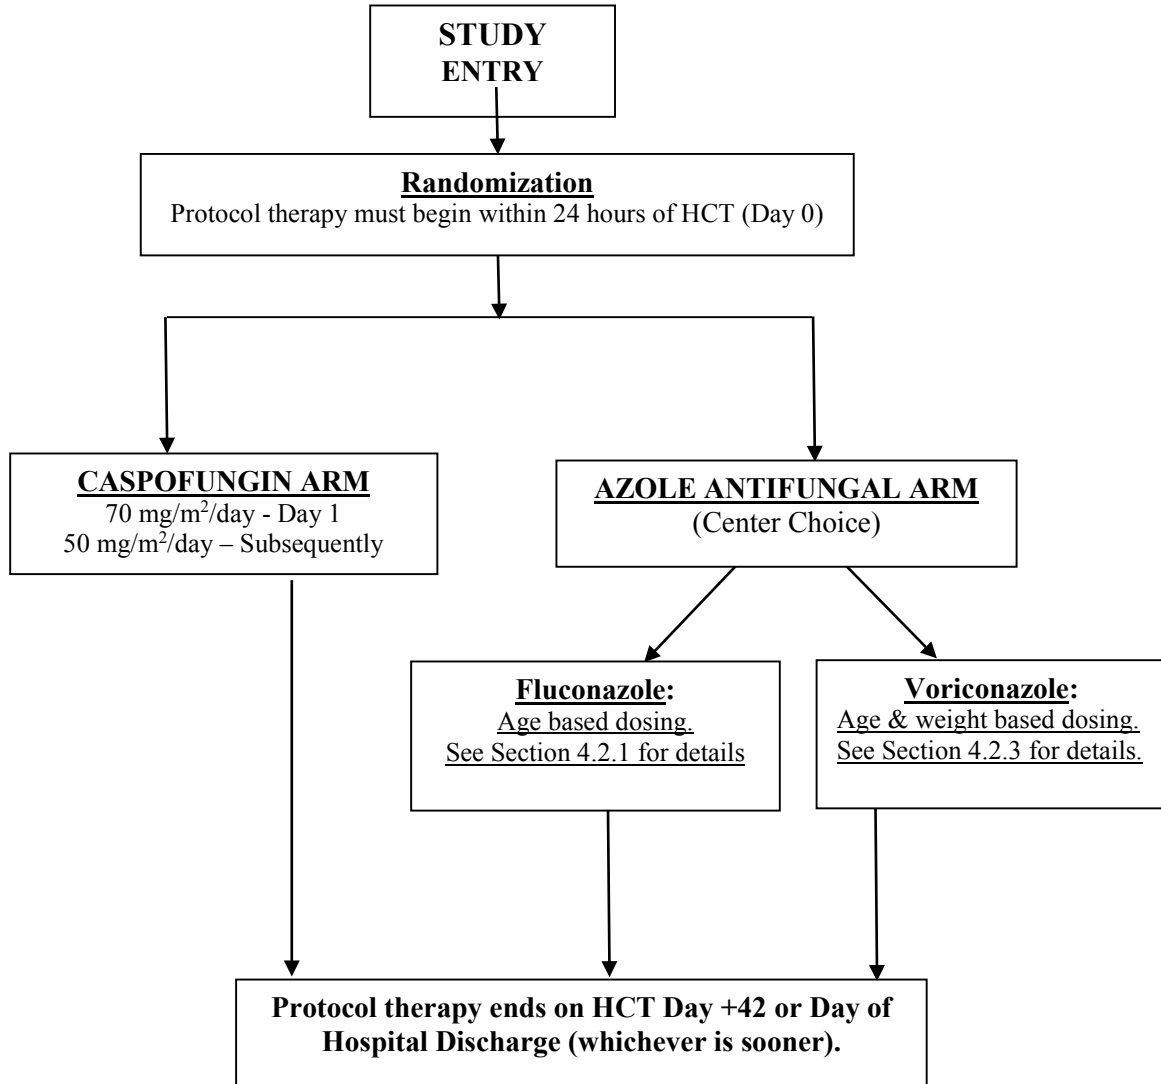 STUDY
ENTRY
Randomization
Protocol therapy must begin within 24 hours of HCT (Day 0)
CASPOFUNGIN ARM
70 mg/m²/day - Day 1
50 mg/m²/day – Subsequently
AZOLE ANTIFUNGAL ARM
(Center Choice)
Fluconazole:
Age based dosing.
See Section 4.2.1 for details
Voriconazole:
Age & weight based dosing.
See Section 4.2.3 for details.
Protocol therapy ends on HCT Day +42 or Day of
Hospital Discharge (whichever is sooner).